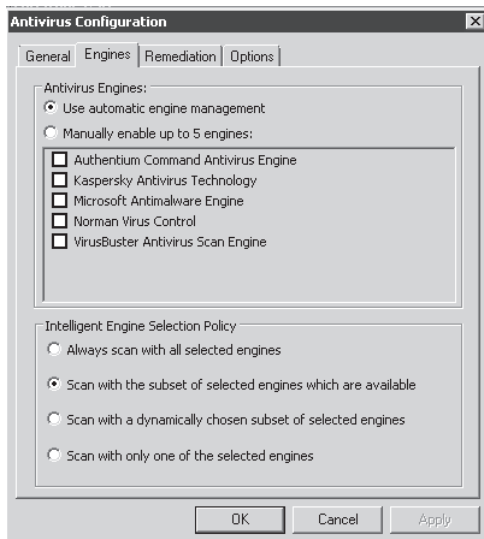 Antivirus Configuration
General Engines Remediation Options
Antivirus Engines:
Use automatic engine management
Manually enable up to 5 engines:
Authentium Command Antivirus Engine
Kaspersky Antivirus Technology
Microsoft Antimalware Engine
Norman Virus Control
VirusBuster Antivirus Scan Engine
Intelligent Engine Selection Policy
Always scan with all selected engines
Scan with the subset of selected engines which are available
Scan with a dynamically chosen subset of selected engines
Scan with only one of the selected engines
OK Cancel Apply